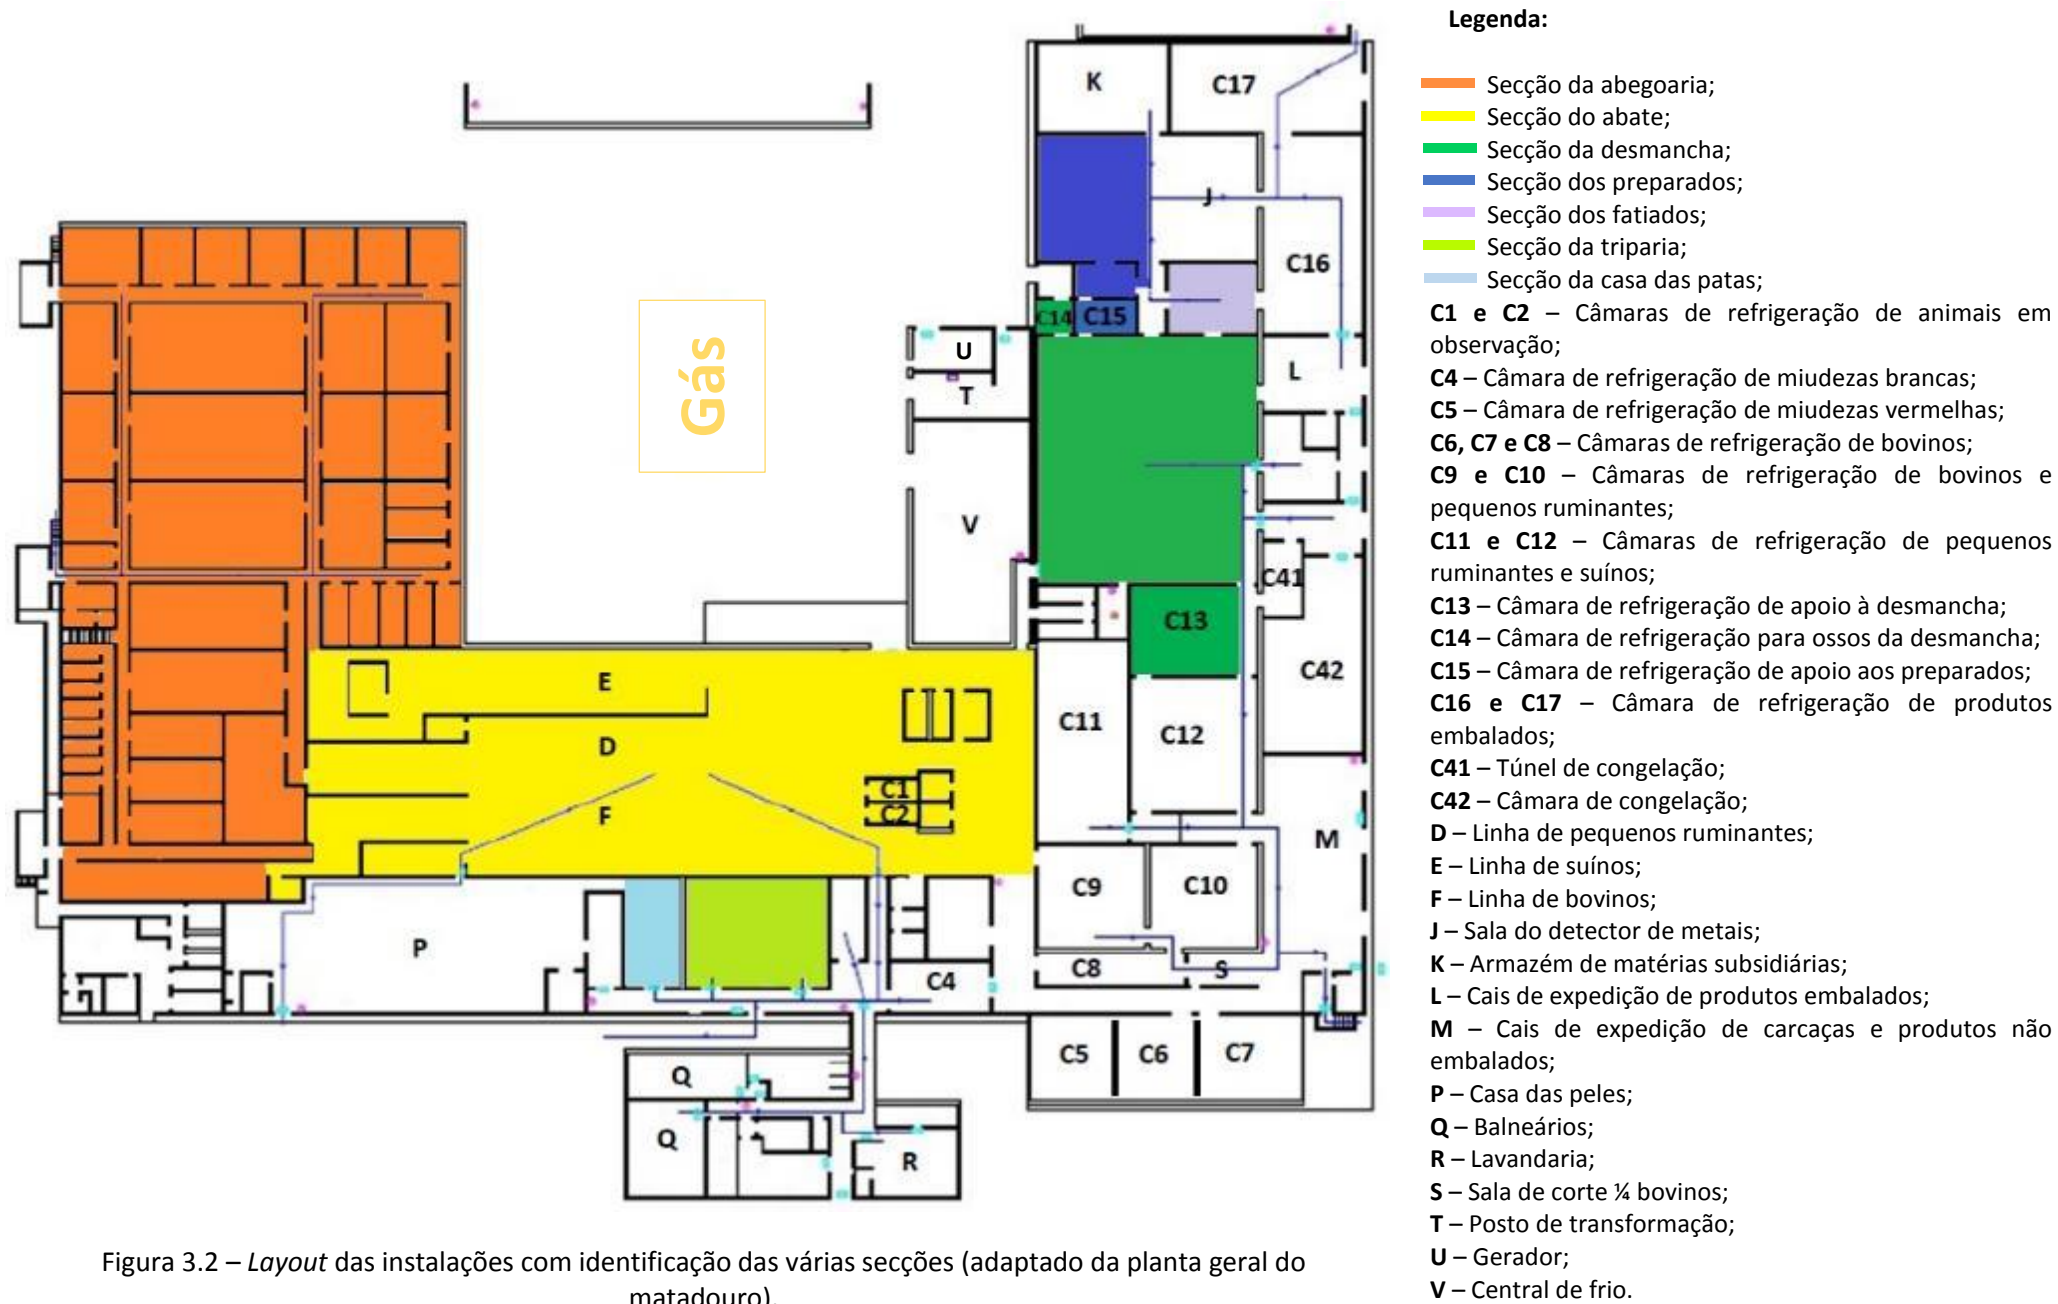 Legenda:
Secção da abegoaria;
Secção do abate;
Secção da desmancha;
Secção dos preparados;
Secção dos fatiados;
Secção da triparia;
Secção da casa das patas;
C1 e C2 – Câmaras de refrigeração de animais em
observação;
C4 – Câmara de refrigeração de miudezas brancas;
C5 – Câmara de refrigeração de miudezas vermelhas;
C6, C7 e C8 – Câmaras de refrigeração de bovinos;
C9 e C10 – Câmaras de refrigeração de bovinos e
pequenos ruminantes;
C11 e C12 – Câmaras de refrigeração de pequenos
ruminantes e suínos;
C13 – Câmara de refrigeração de apoio à desmancha;
C14 – Câmara de refrigeração para ossos da desmancha;
C15 – Câmara de refrigeração de apoio aos preparados;
C16 e C17 – Câmara de refrigeração de produtos
embalados;
C41 – Túnel de congelação;
C42 – Câmara de congelação;
D – Linha de pequenos ruminantes;
E – Linha de suínos;
F – Linha de bovinos;
J – Sala do detector de metais;
K – Armazém de matérias subsidiárias;
L – Cais de expedição de produtos embalados;
M – Cais de expedição de carcaças e produtos não
embalados;
P – Casa das peles;
Q – Balneários;
R – Lavandaria;
S – Sala de corte ¼ bovinos;
T – Posto de transformação;
U – Gerador;
V – Central de frio.
K
C17
J
C16
C14
C15
U
L
T
Gás
V
C41
C13
C42
E
C11
C12
D
C1
C2
F
M
C9
C10
P
C8
S
C4
C5
C6
C7
Q
Q
R
Figura 3.2 – Layout das instalações com identificação das várias secções (adaptado da planta geral do
matadouro).